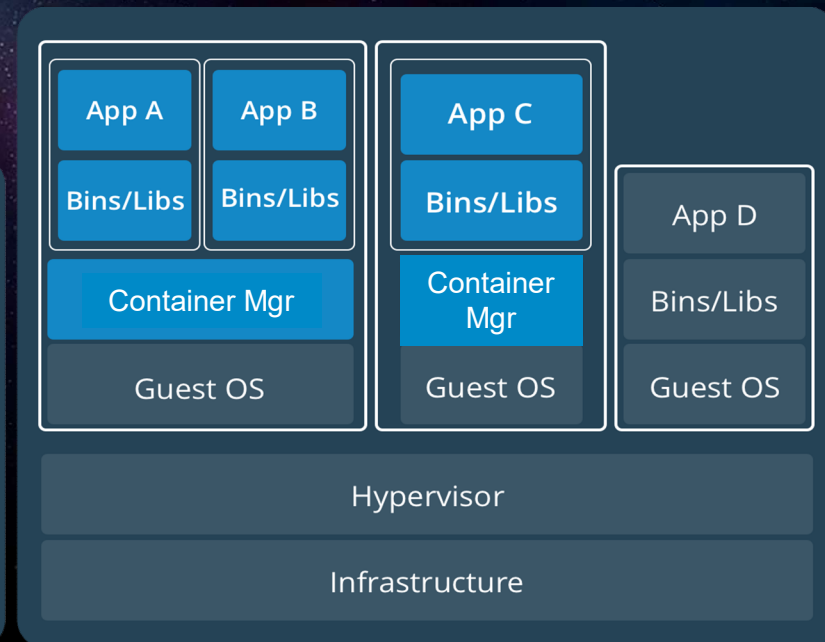 App A
App B
App C
Bins/Libs
Bins/Libs
Bins/Libs
App D
Container Mgr
Container
Mgr
Bins/Libs
Guest OS
Guest OS
Guest OS
Hypervisor
Infrastructure